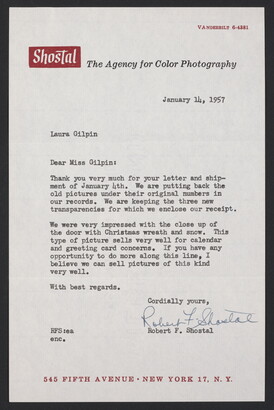 VANDERBILT 6-4381
Shostal
The Agency for Color Photography
January 14, 1957
Laura Gilpin
Dear Miss Gilpin:
Thank you very much for your letter and ship-
ment of January 4th. We are putting back the
old pictures under their original numbers in
our records. We are keeping the three new
transparencies for which we enclose our receipt.
We were very impressed with the close up of
the door with Christmas wreath and snow. This
type of picture sells very well for calendar
and greeting card concerns. If you have any
opportunity to do more along this line, I
believe we can sell pictures of this kind
very well.
With best regards.
Cordially yours,
Robert F. Shostal
RFS:sa
Robert F. Shostal
enc.
545 FIFTH AVENUE • NEW YORK 17, N. Y.